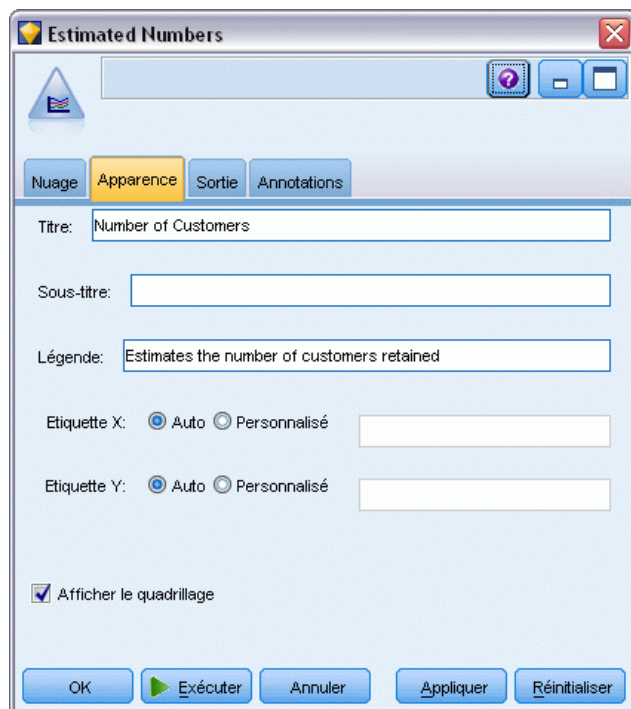 Estimated Numbers
?
Nuage Apparence Sortie Annotations
Titre: Number of Customers
Sous-titre:
Légende: Estimates the number of customers retained
Etiquette X: Auto Personnalisé
Etiquette Y: Auto Personnalisé
Afficher le quadrillage
OK Exécuter Annuler Appliquer Réinitialiser